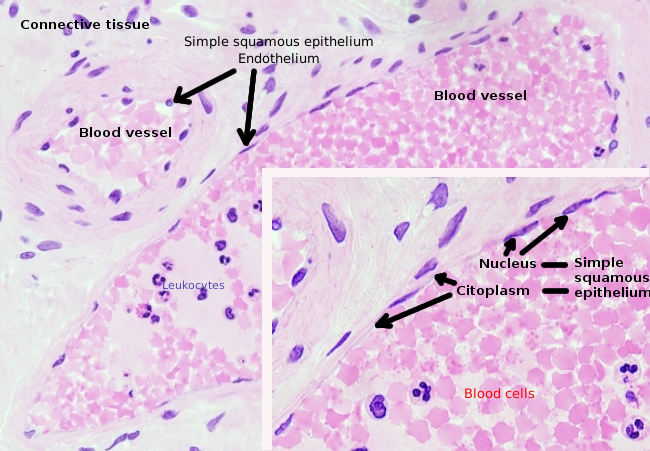 Connective tissue
Simple squamous epithelium
Endothelium
Blood vessel
Blood vessel
Leukocytes
Nucleus
Simple
squamous
epithelium
Citoplasm
Blood cells